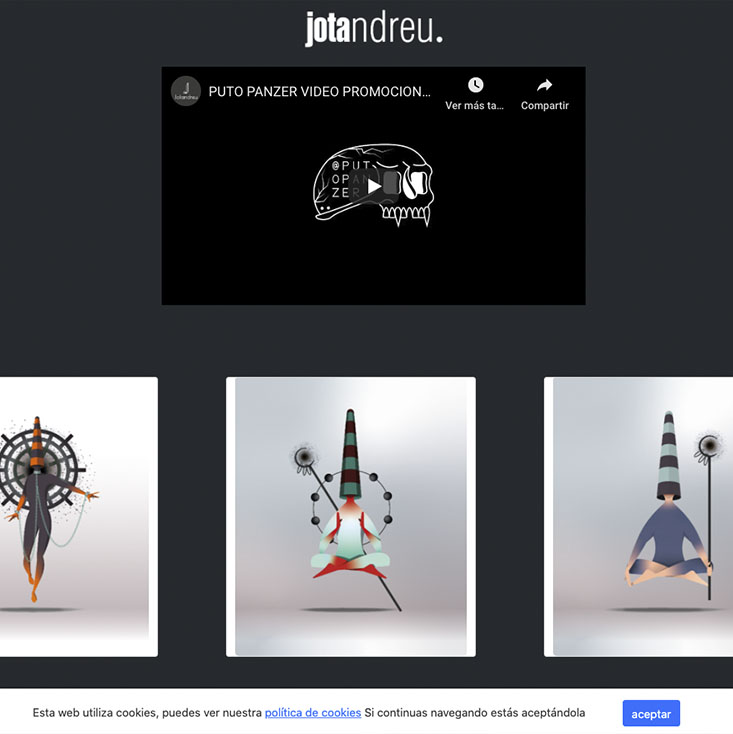 jotandreu.
PUTO PANZER VIDEO PROMOCION...
Ver más ta...
Compartir
@PUT
OPAN
ZER
Esta web utiliza cookies, puedes ver nuestra política de cookies Si continuas navegando estás aceptándola
aceptar